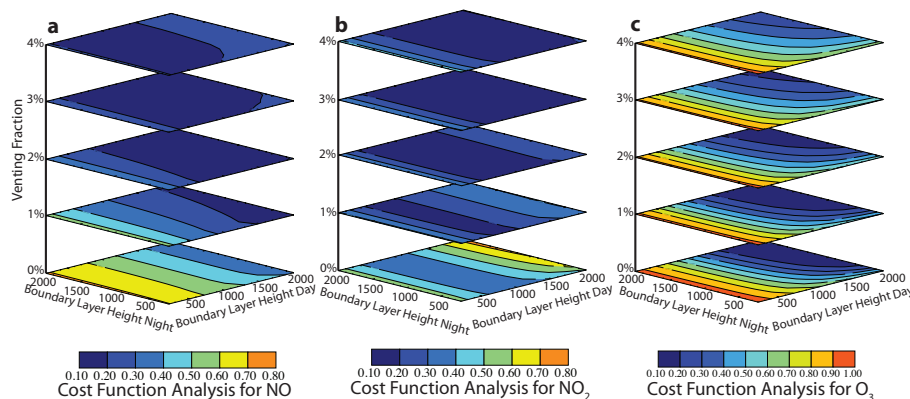 a
b
c
4%
4%
4%
3%
3%
3%
2%
2%
2%
1%
1%
1%
0%
0%
0%
Venting Fraction
2000 1500 1000 500 500 1000 1500 2000
2000 1500 1000 500 500 1000 1500 2000
2000 1500 1000 500 500 1000 1500 2000
Boundary Layer Height Night Boundary Layer Height Day
Boundary Layer Height Night Boundary Layer Height Day
Boundary Layer Height Night Boundary Layer Height Day
0.10 0.20 0.30 0.40 0.50 0.60 0.70 0.80
0.10 0.20 0.30 0.40 0.50 0.60 0.70 0.80
0.10 0.20 0.30 0.40 0.50 0.60 0.70 0.80 0.90 1.00
Cost Function Analysis for NO
Cost Function Analysis for NO₂
Cost Function Analysis for O₃